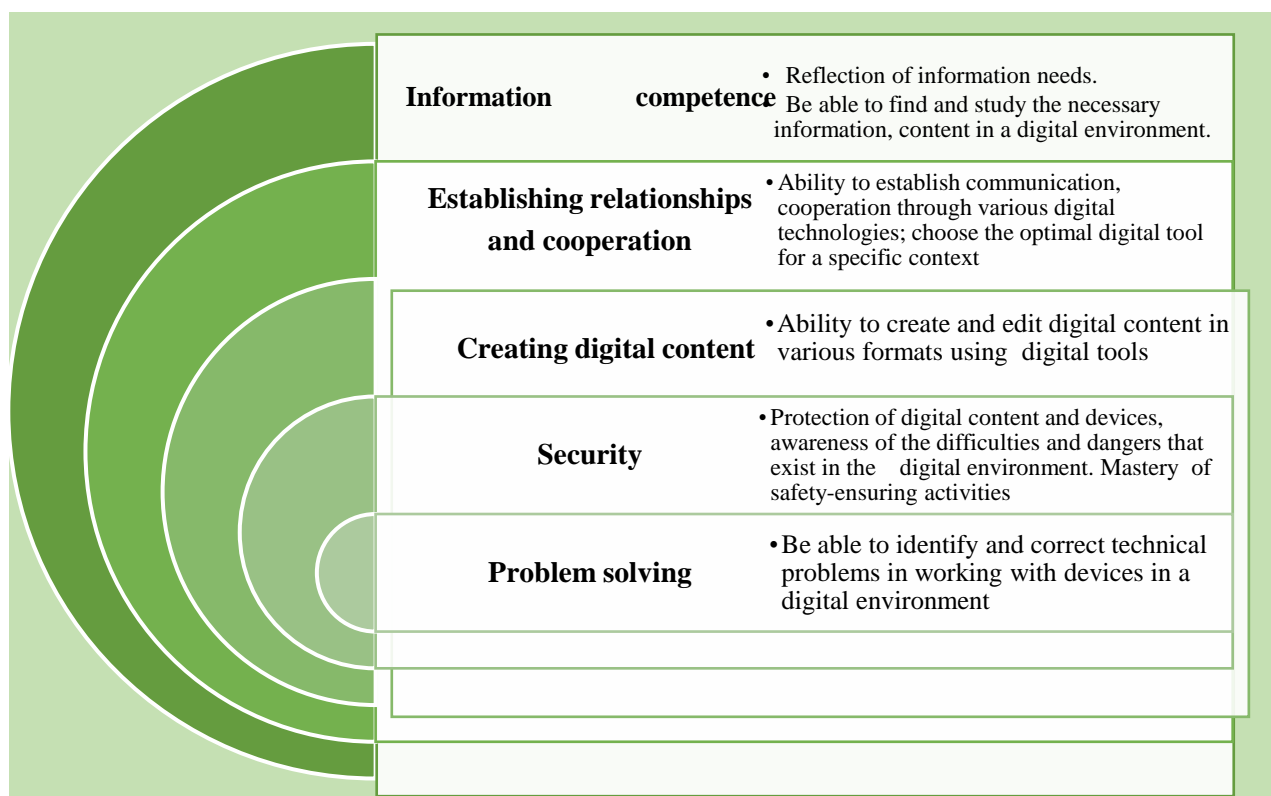 Information competence
• Reflection of information needs.
• Be able to find and study the necessary
information, content in a digital environment.
Establishing relationships
and cooperation
• Ability to establish communication,
cooperation through various digital
technologies; choose the optimal digital tool
for a specific context
Creating digital content
• Ability to create and edit digital content in
various formats using digital tools
Security
• Protection of digital content and devices,
awareness of the difficulties and dangers that
exist in the digital environment. Mastery of
safety-ensuring activities
Problem solving
• Be able to identify and correct technical
problems in working with devices in a
digital environment